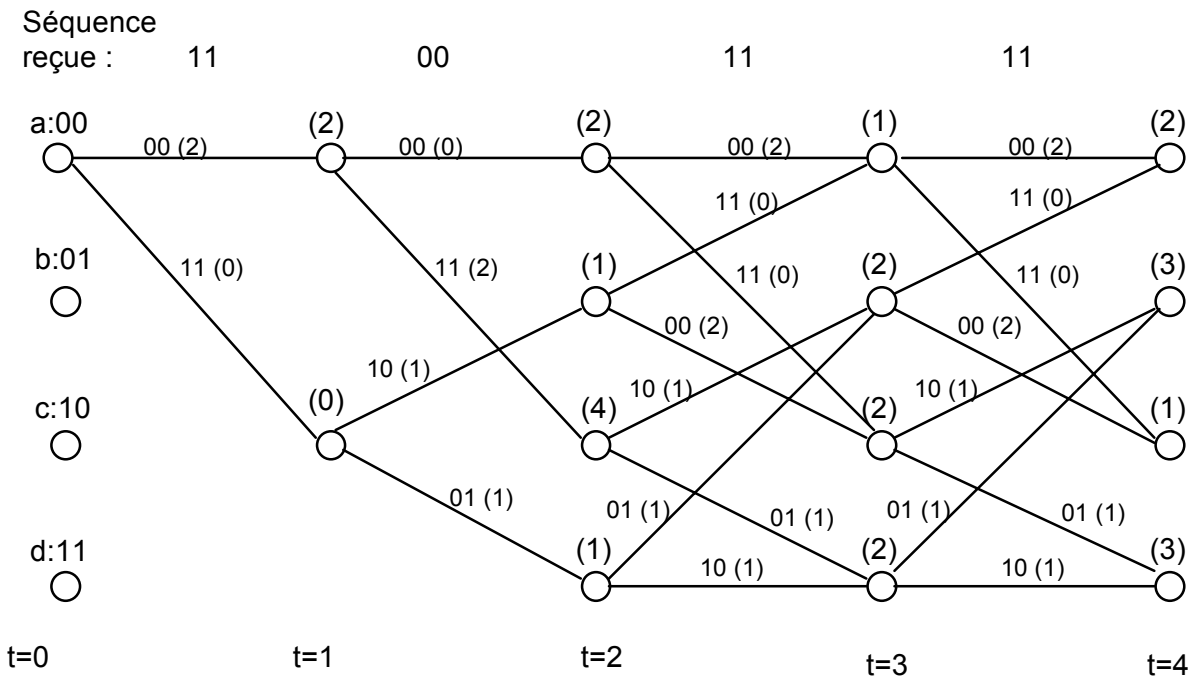 Séquence
reçue : 11 00 11 11
a:00 (2) (2) (1) (2)
00 (2) 00 (0) 00 (2) 00 (2)
11 (0) 11 (0)
b:01 (1) (2) (3)
11 (0) 11 (2) 11 (0) 11 (0)
00 (2) 00 (2)
10 (1) 10 (1) 10 (1)
c:10 (0) (4) (2) (1)
01 (1) 01 (1) 01 (1) 01 (1) 01 (1)
d:11 (1) (2) (3)
10 (1) 10 (1)
t=0 t=1 t=2 t=3 t=4